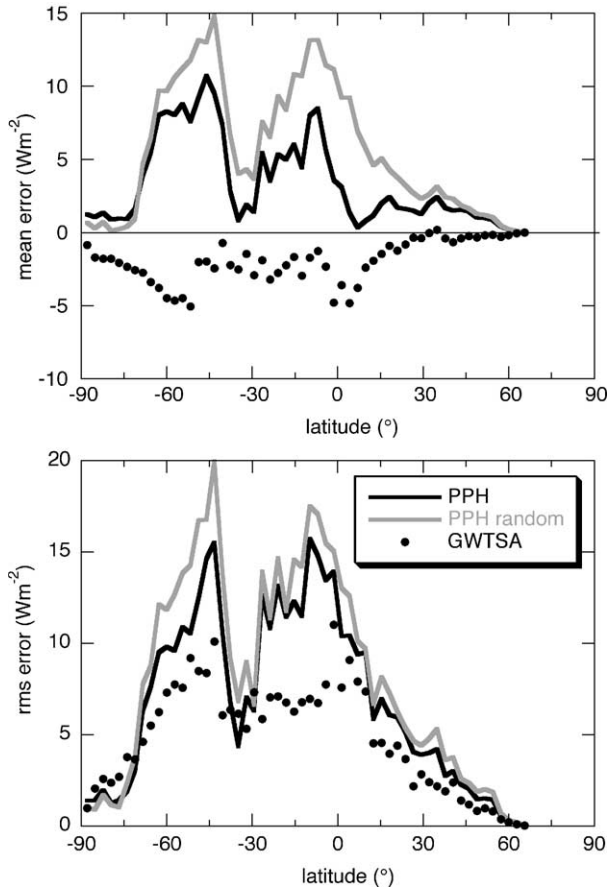 15
10
5
0
-5
-10
mean error (Wm-2)
-90 -60 -30 0 30 60 90
latitude (°)
20
15
10
5
0
rms error (Wm-2)
PPH
PPH random
GWTSA
-90 -60 -30 0 30 60 90
latitude (°)